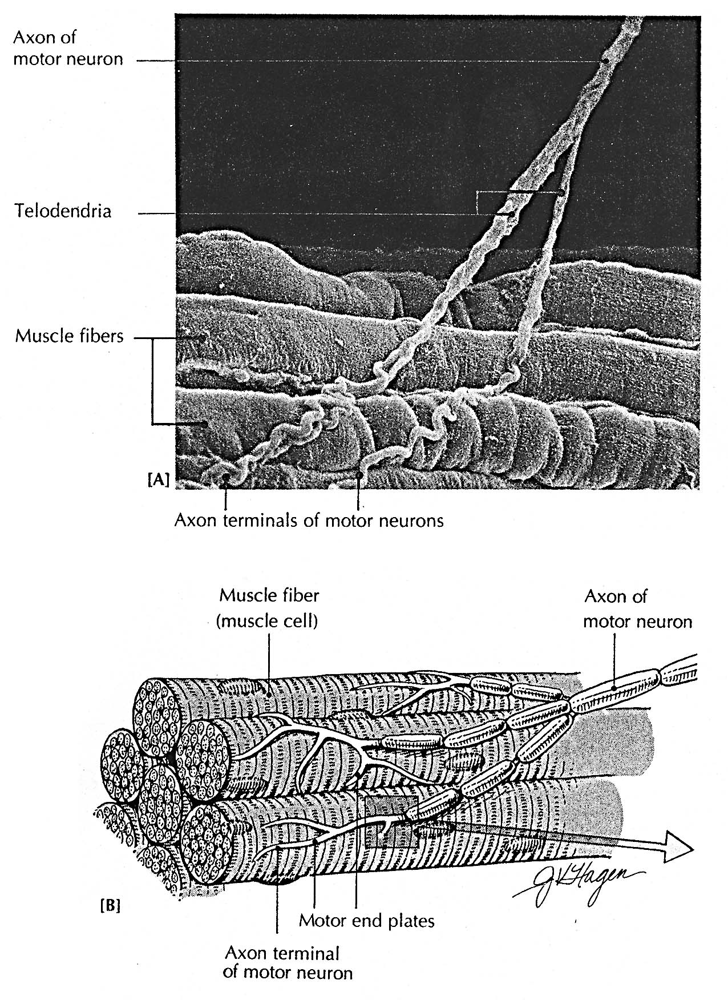 Axon of
motor neuron
Telodendria
Muscle fibers
[A]
Axon terminals of motor neurons
Muscle fiber
(muscle cell)
Axon of
motor neuron
JKHagen
[B]
Motor end plates
Axon terminal
of motor neuron